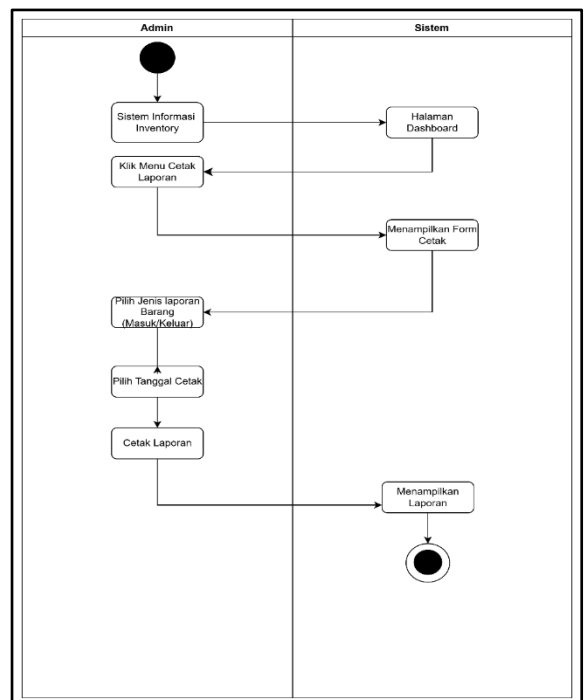 Admin
Sistem
Sistem Informasi
Inventory
Halaman
Dashboard
Klik Menu Cetak
Laporan
Menampilkan Form
Cetak
Pilih Jenis laporan
Barang
(Masuk/Keluar)
Pilih Tanggal Cetak
Cetak Laporan
Menampilkan
Laporan